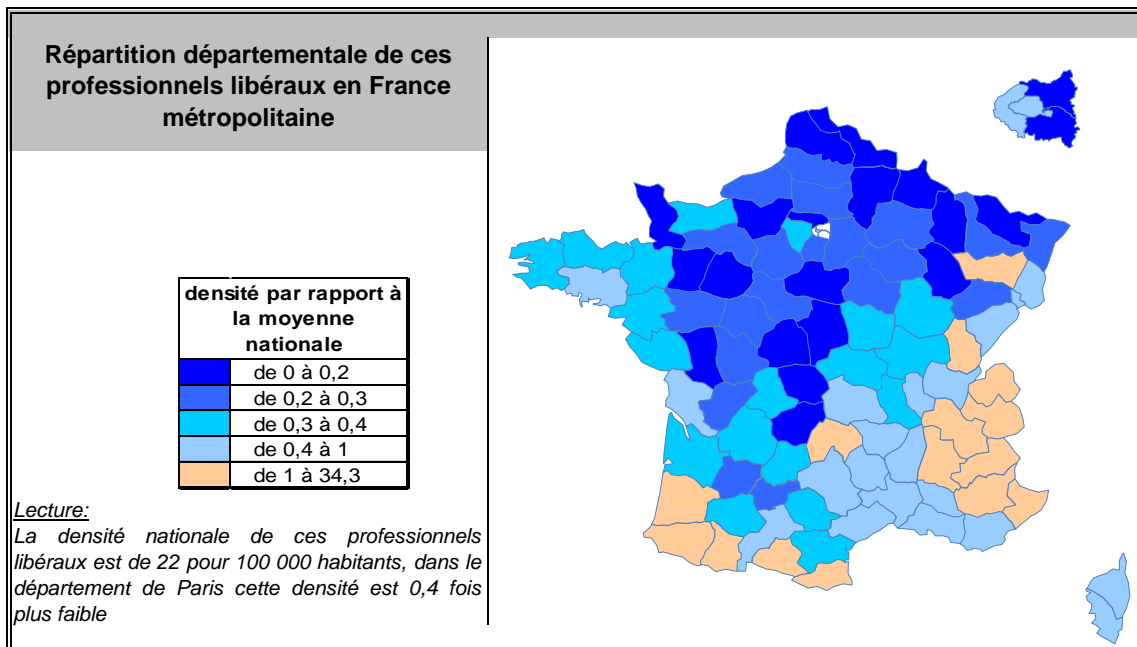 Répartition départementale de ces
professionnels libéraux en France
métropolitaine
densité par rapport à
la moyenne
nationale
de 0 à 0,2
de 0,2 à 0,3
de 0,3 à 0,4
de 0,4 à 1
de 1 à 34,3
Lecture:
La densité nationale de ces professionnels
libéraux est de 22 pour 100 000 habitants, dans le
département de Paris cette densité est 0,4 fois
plus faible